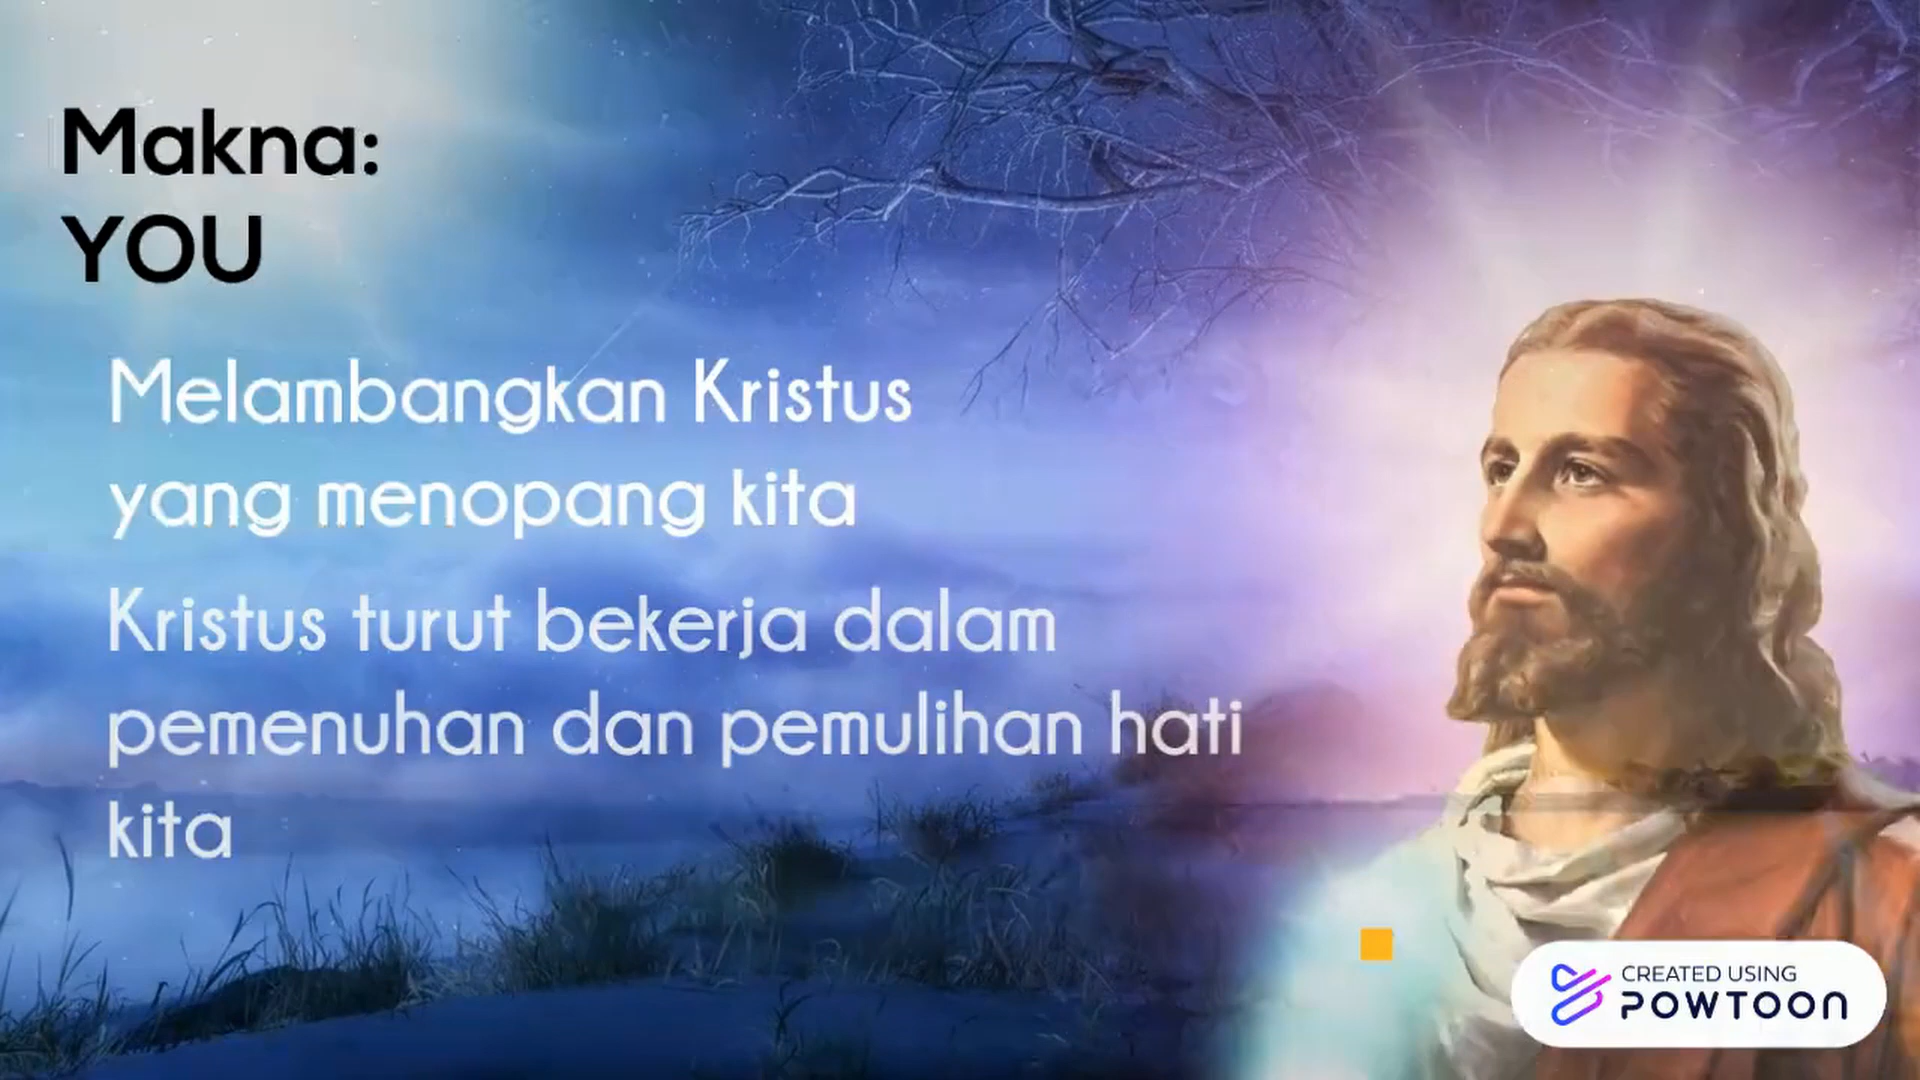 Makna:
YOU
Melambangkan Kristus
yang menopang kita
Kristus turut bekerja dalam
pemenuhan dan pemulihan hati
kita
CREATED USING
POWTOON